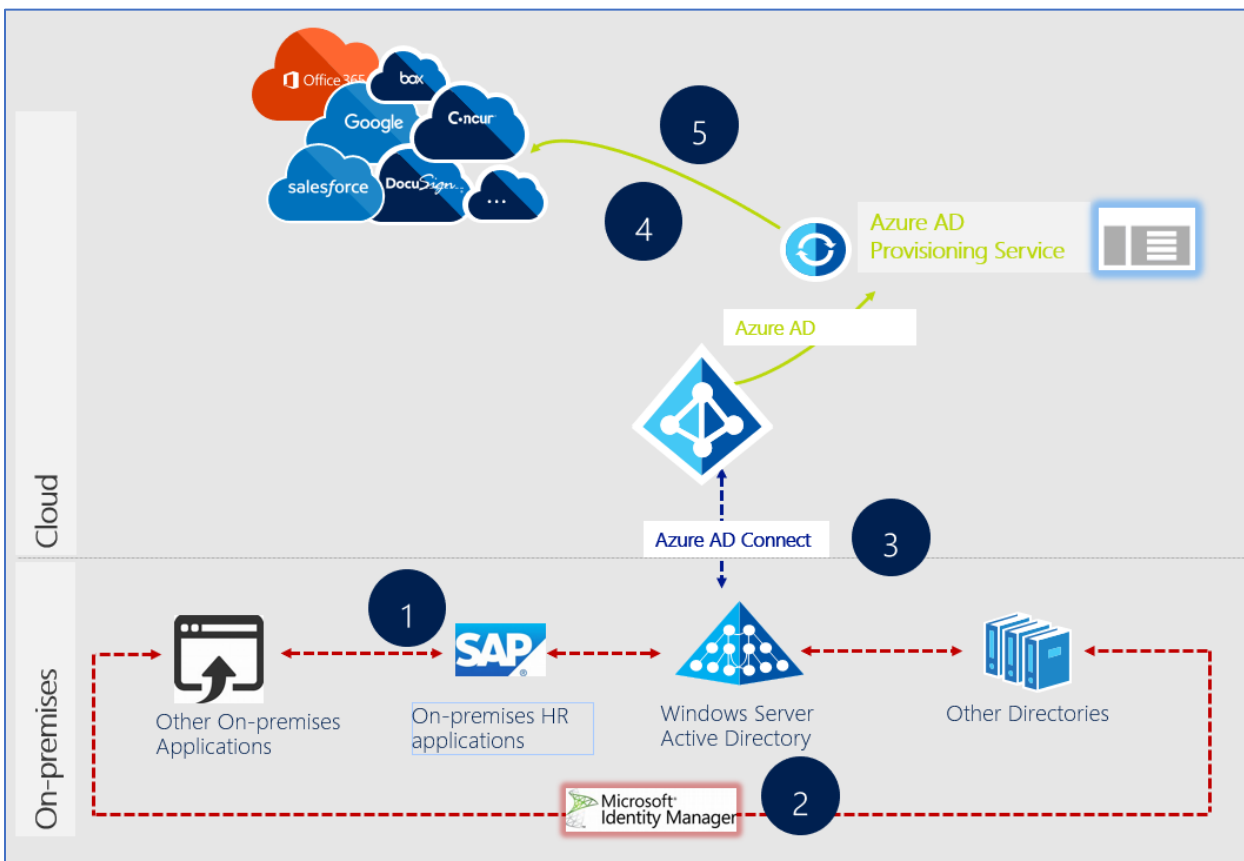 Office 365
box
Google
Concur
salesforce
DocuSign
...
5
4
Azure AD
Provisioning Service
Azure AD
Cloud
Azure AD Connect
3
1
SAP
®
Other On-premises
Applications
On-premises HR
applications
Windows Server
Active Directory
Other Directories
On-premises
Microsoft®
Identity Manager
2